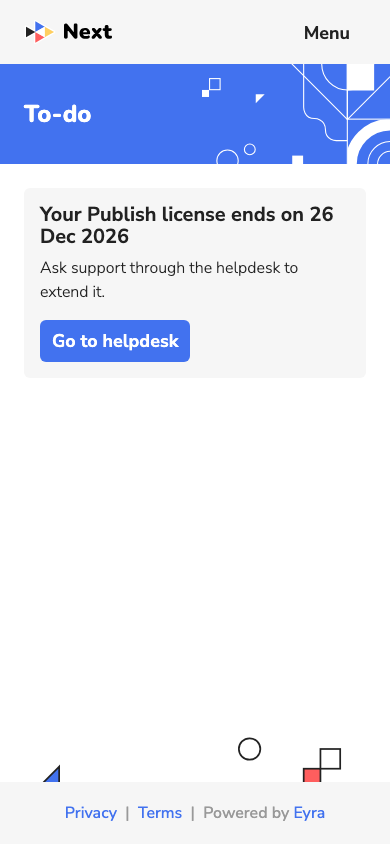 Next
Menu
To-do
Your Publish license ends on 26
Dec 2026
Ask support through the helpdesk to
extend it.
Go to helpdesk
Privacy | Terms | Powered by Eyra